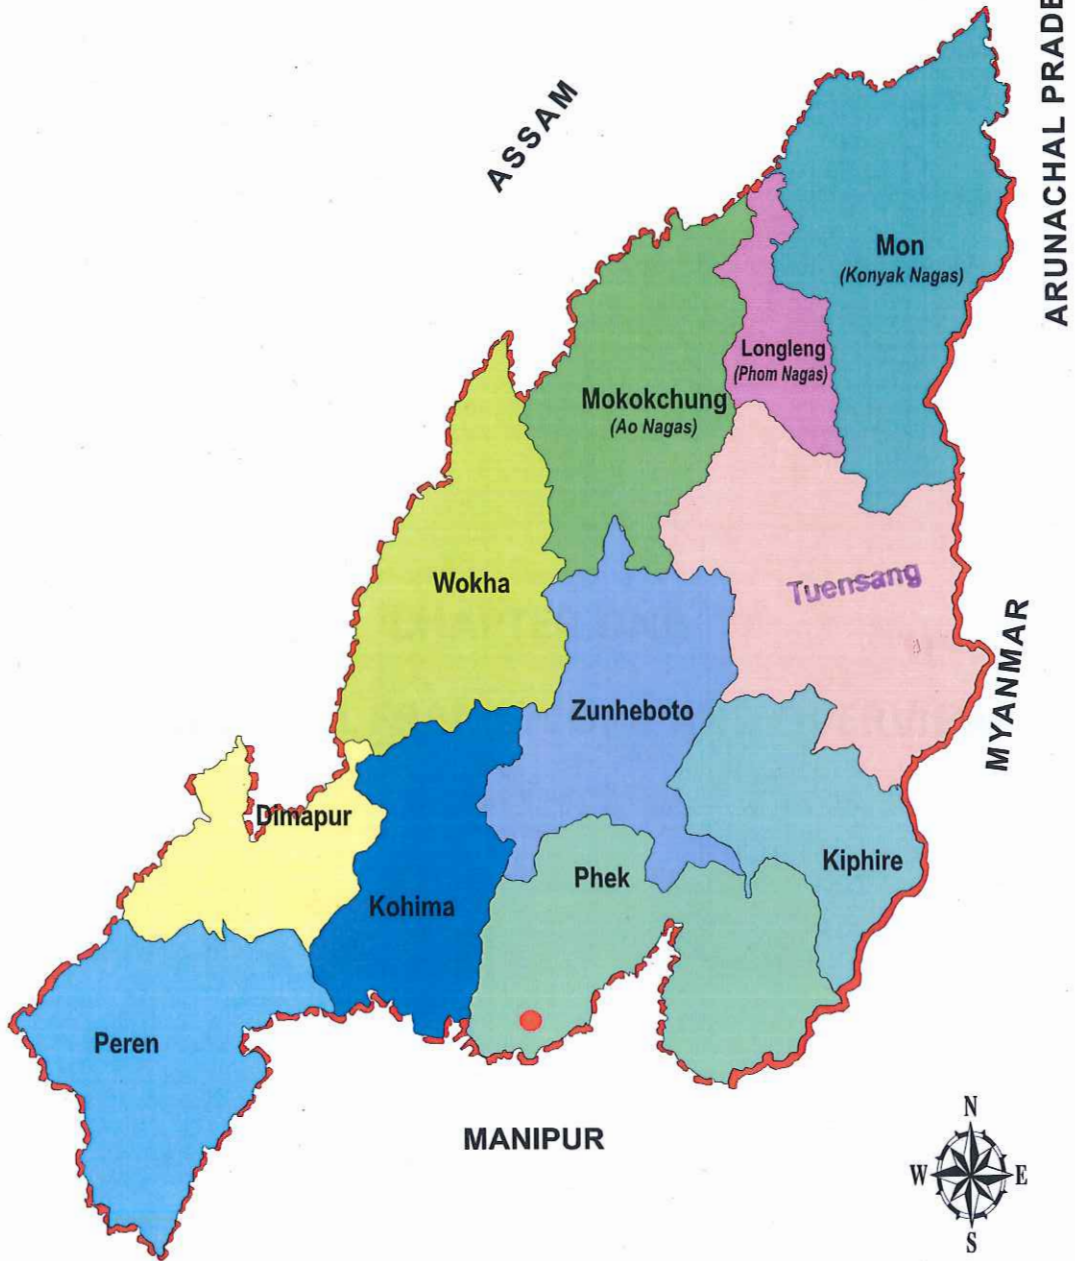 ARUNACHAL PRADE
ASSAM
Mon
(Konyak Nagas)
Longleng
(Phom Nagas)
Mokokchung
(Ao Nagas)
Wokha
Tuensang
MYANMAR
Zunheboto
Dimapur
Kiphire
Phek
Kohima
Peren
MANIPUR
N
W
E
S